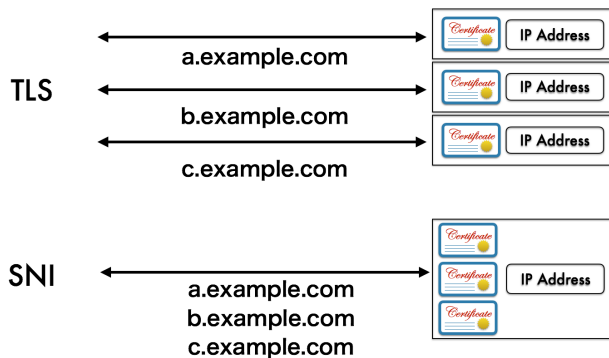 Certificate
IP Address
a.example.com
TLS
Certificate
IP Address
b.example.com
Certificate
IP Address
c.example.com
Certificate
SNI
Certificate
IP Address
a.example.com
b.example.com
Certificate
c.example.com